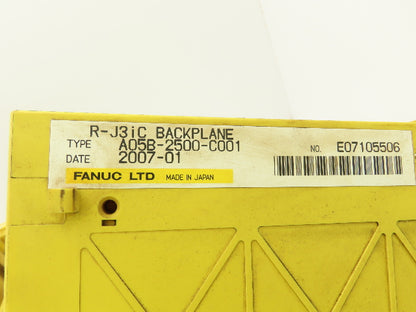 R-J3iC BACKPLANE
TYPE A05B-2500-C001 NO. E07105506
DATE 2007-01
FANUC LTD MADE IN JAPAN